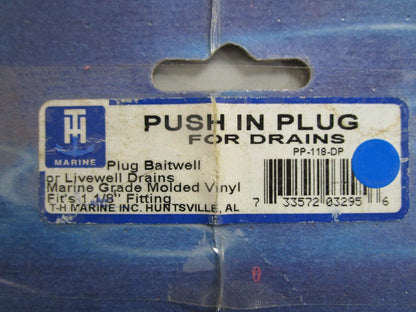 TH
MARINE
PUSH IN PLUG
FOR DRAINS
PP-118-DP
Plug Baitwell
or Livewell Drains
Marine Grade Molded Vinyl
Fit's 1 1/8" Fitting
T-H MARINE INC. HUNTSVILLE, AL
7 33572 03295 6